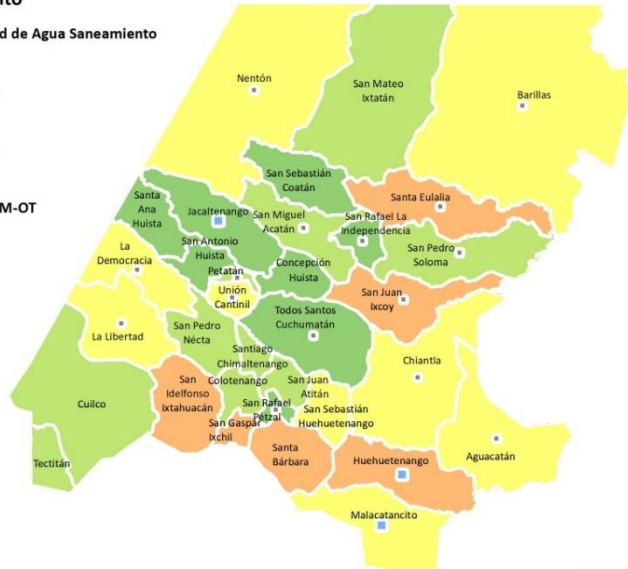 d de Agua Saneamiento
M-OT
Nentón
San Mateo
Ixtatán
Barillas
San Sebastián
Coatán
Santa Eulalia
Santa
Ana
Huista
Jacaltenango
San Miguel
Acatán
San Rafael La
Independencia
San Pedro
Soloma
La
Democracia
San Antonio
Huista
Petatán
Concepción
Huista
Unión
Cantinil
San Juan
Ixcoy
Todos Santos
Cuchumatán
La Libertad
San Pedro
Nécta
Santiago
Chimaltenango
Chiantla
San
Idelfonso
Ixtahuacán
Colotenango
San Juan
Atitán
Cuilco
San Rafael
Pétzal
San Sebastián
Huehuetenango
San Gaspar
Ixchil
Santa
Bárbara
Huehuetenango
Aguacatán
Tectitán
Malacatancito